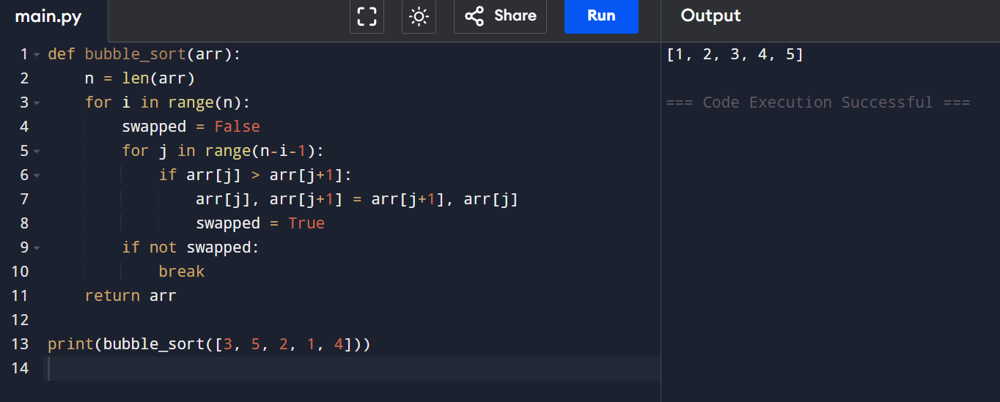 main.py Share Run Output
1 def bubble_sort(arr):
2     n = len(arr)
3     for i in range(n):
4         swapped = False
5         for j in range(n-i-1):
6             if arr[j] > arr[j+1]:
7                 arr[j], arr[j+1] = arr[j+1], arr[j]
8                 swapped = True
9         if not swapped:
10             break
11     return arr
12
13 print(bubble_sort([3, 5, 2, 1, 4]))
14
[1, 2, 3, 4, 5]
=== Code Execution Successful ===